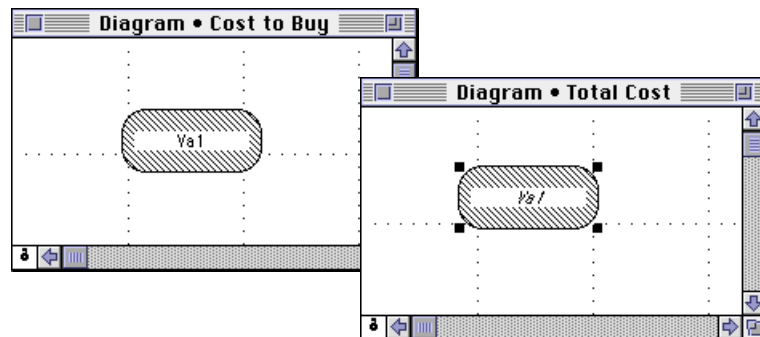 Diagram • Cost to Buy
Va1
Diagram • Total Cost
Va1